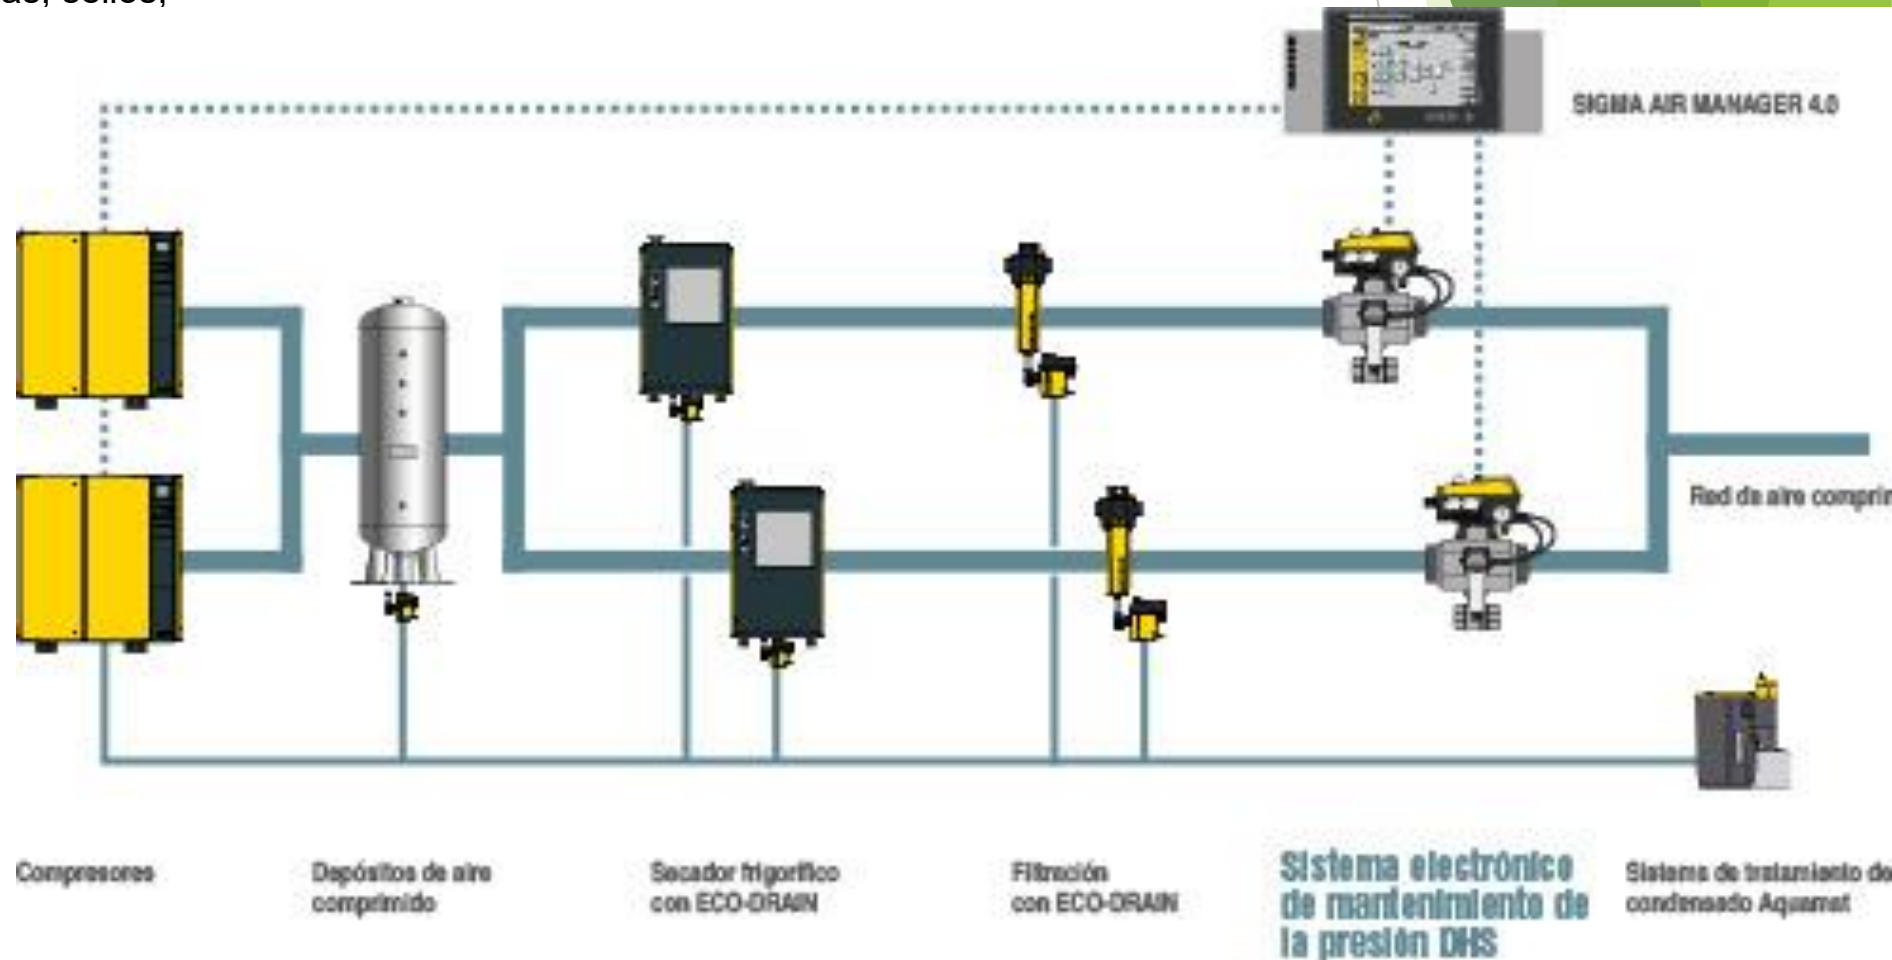 SIGMA AIR MANAGER 4.0
Red de aire
Compresores
Depósitos de aire
comprimido
Secador frigorífico
con ECO-DRAIN
Filtración
con ECO-DRAIN
Sistema electrónico
de mantenimiento de
la presión DHS
Sistema de tratamiento de
condensado Aquamat